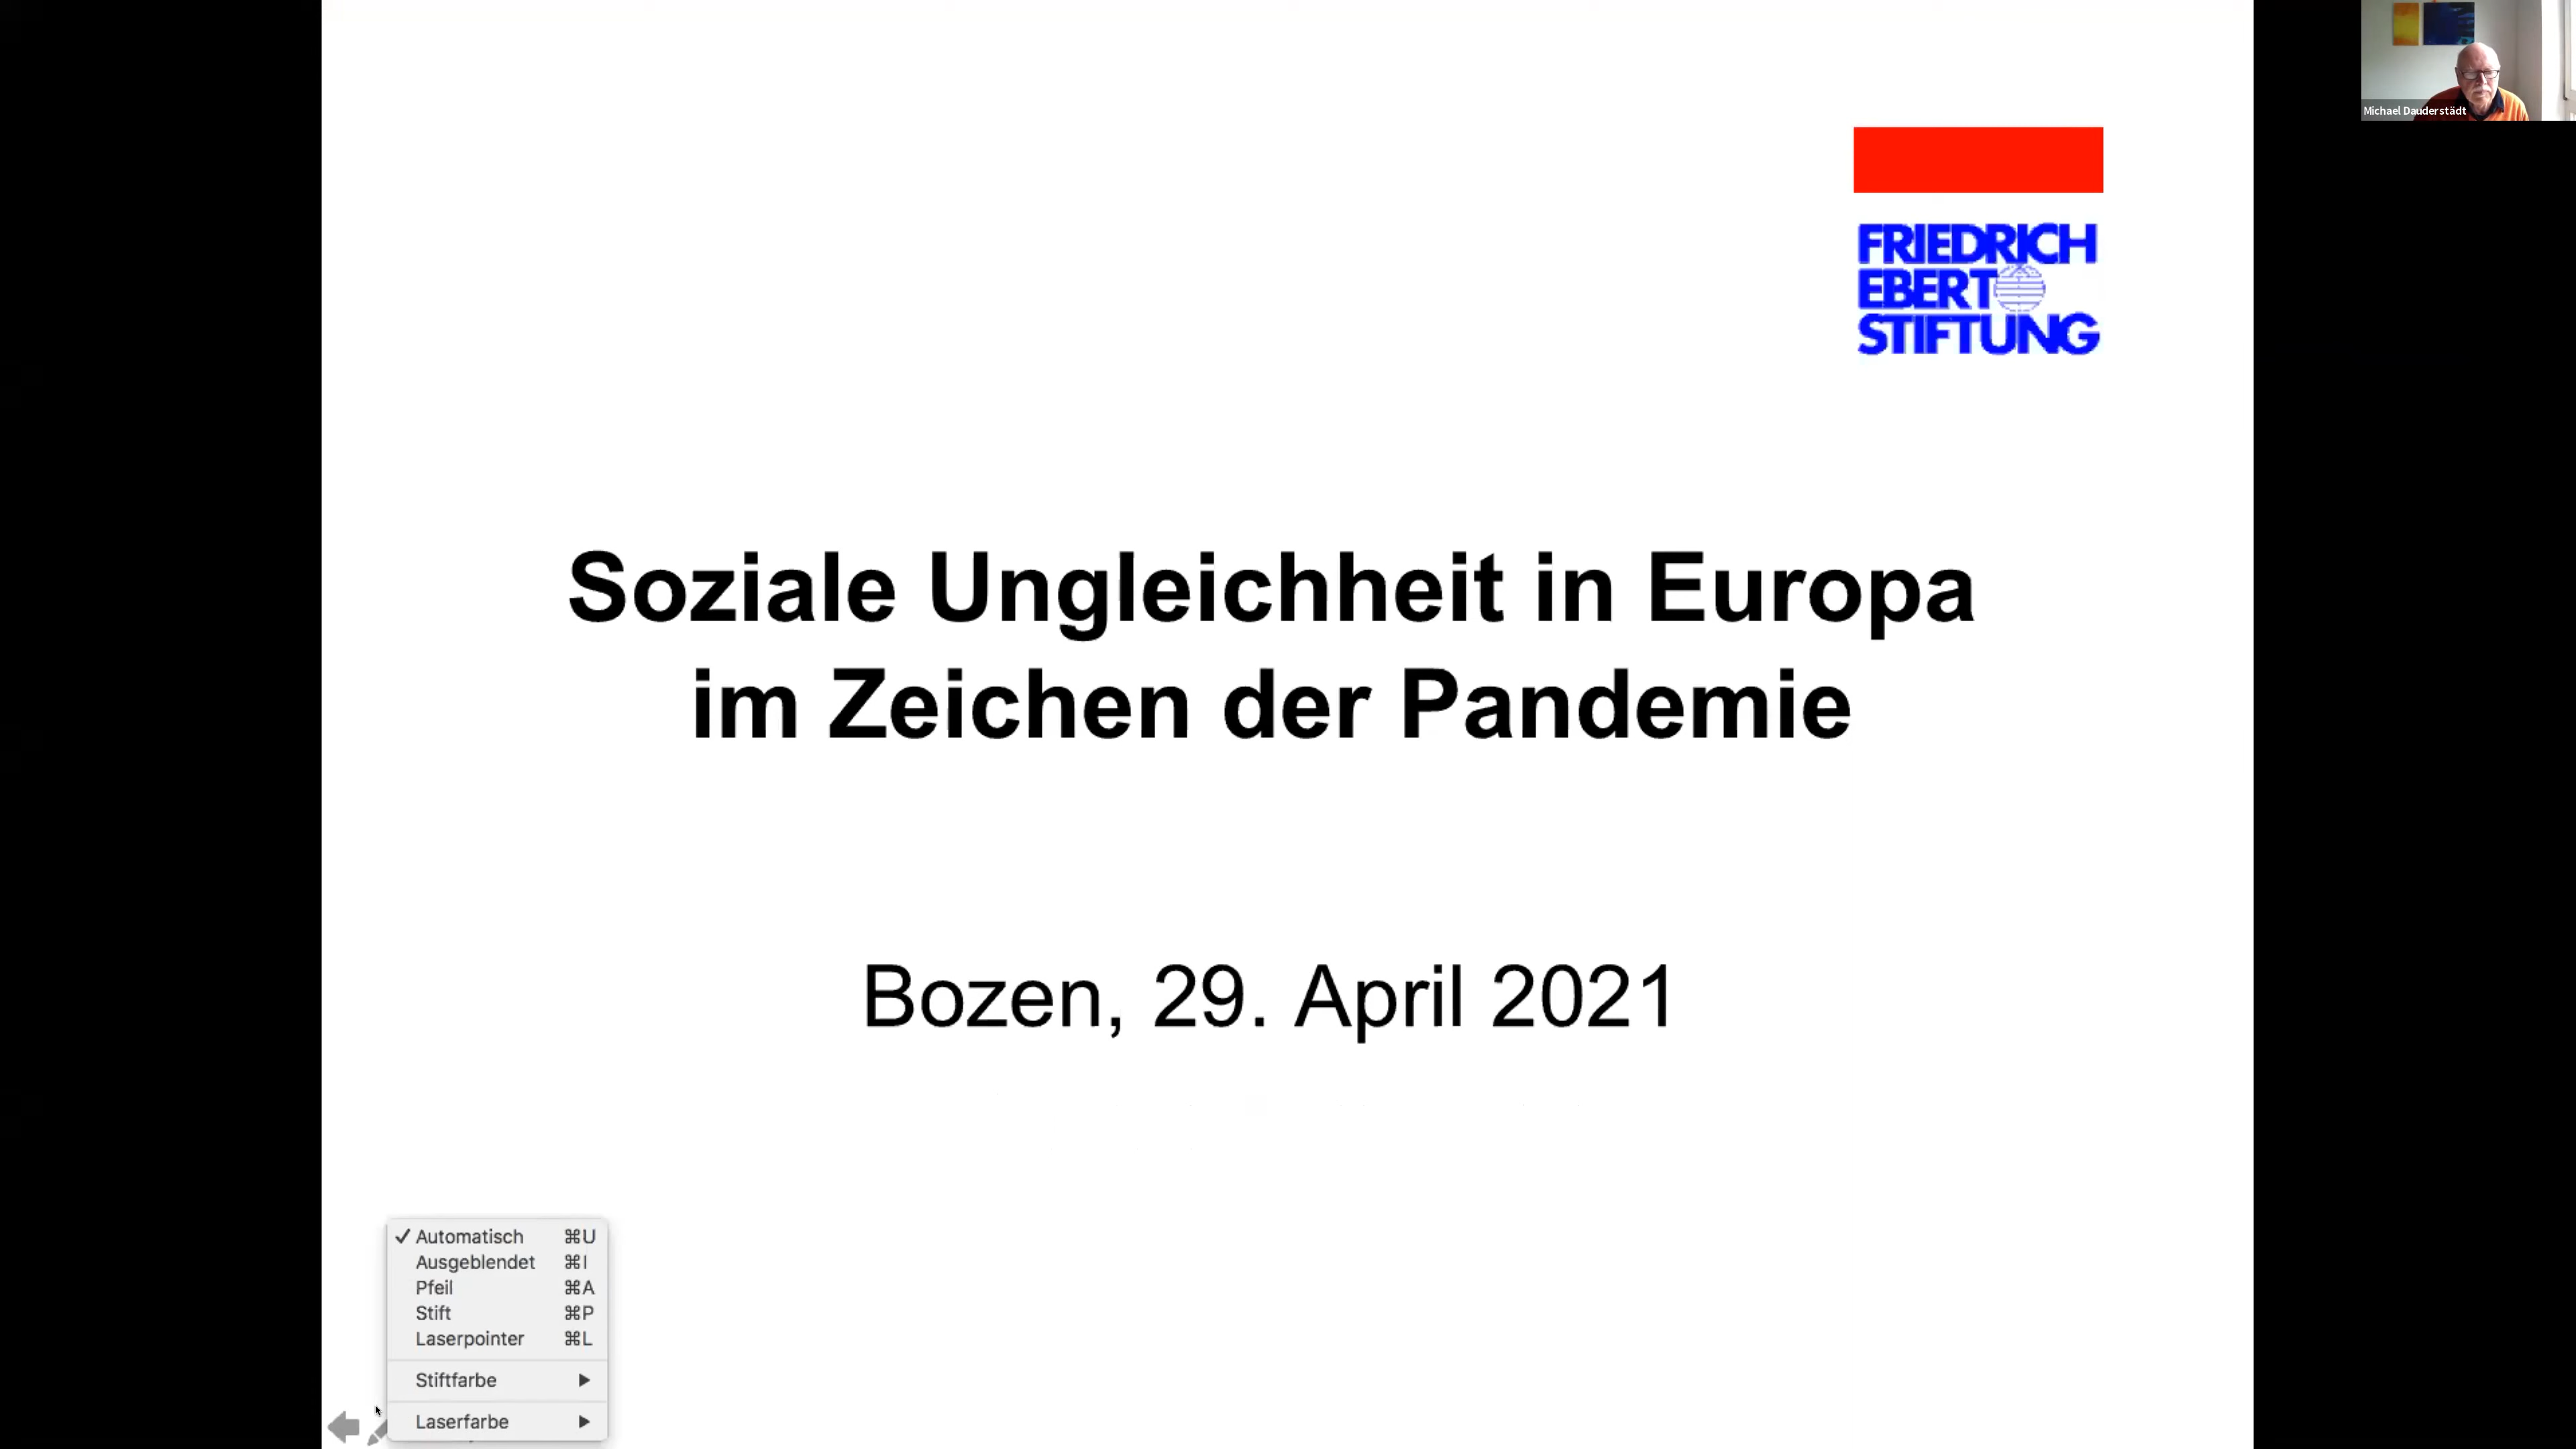 Michael Dauderstädt
FRIEDRICH
EBERT
STIFTUNG
Soziale Ungleichheit in Europa
im Zeichen der Pandemie
Bozen, 29. April 2021
✓ Automatisch ⌘U
Ausgeblendet ⌘I
Pfeil ⌘A
Stift ⌘P
Laserpointer ⌘L
Stiftfarbe ▶
Laserfarbe ▶